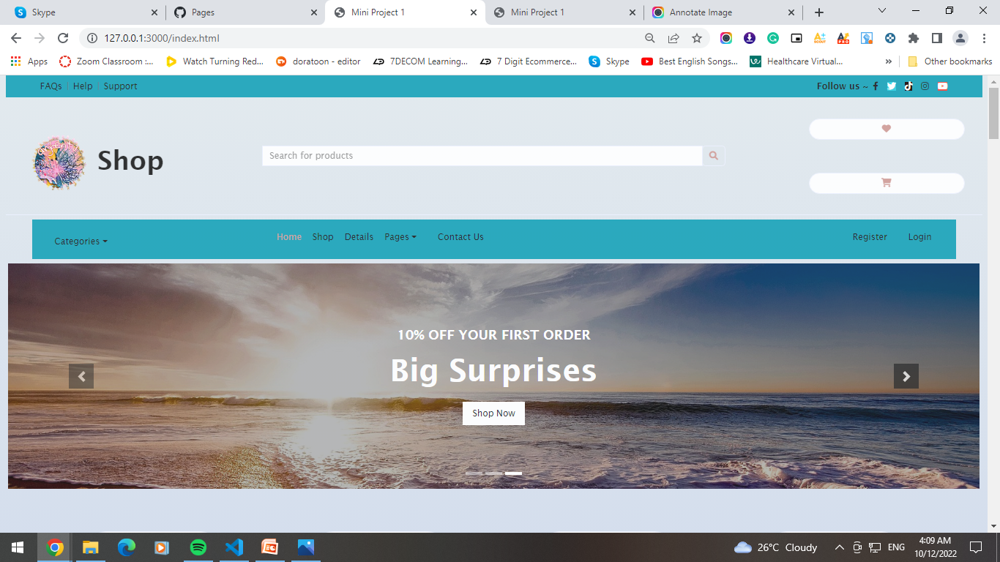 Skype
Pages
Mini Project 1
Mini Project 1
Annotate Image
127.0.0.1:3000/index.html
Apps
Zoom Classroom :...
Watch Turning Red...
doratoon - editor
7DECOM Learning...
7 Digit Ecommerce...
Skype
Best English Songs...
Healthcare Virtual...
»
Other bookmarks
FAQs | Help | Support
Follow us ~
Shop
Search for products
Categories
Home
Shop
Details
Pages
Contact Us
Register
Login
10% OFF YOUR FIRST ORDER
Big Surprises
Shop Now
26°C Cloudy
ENG
4:09 AM
10/12/2022